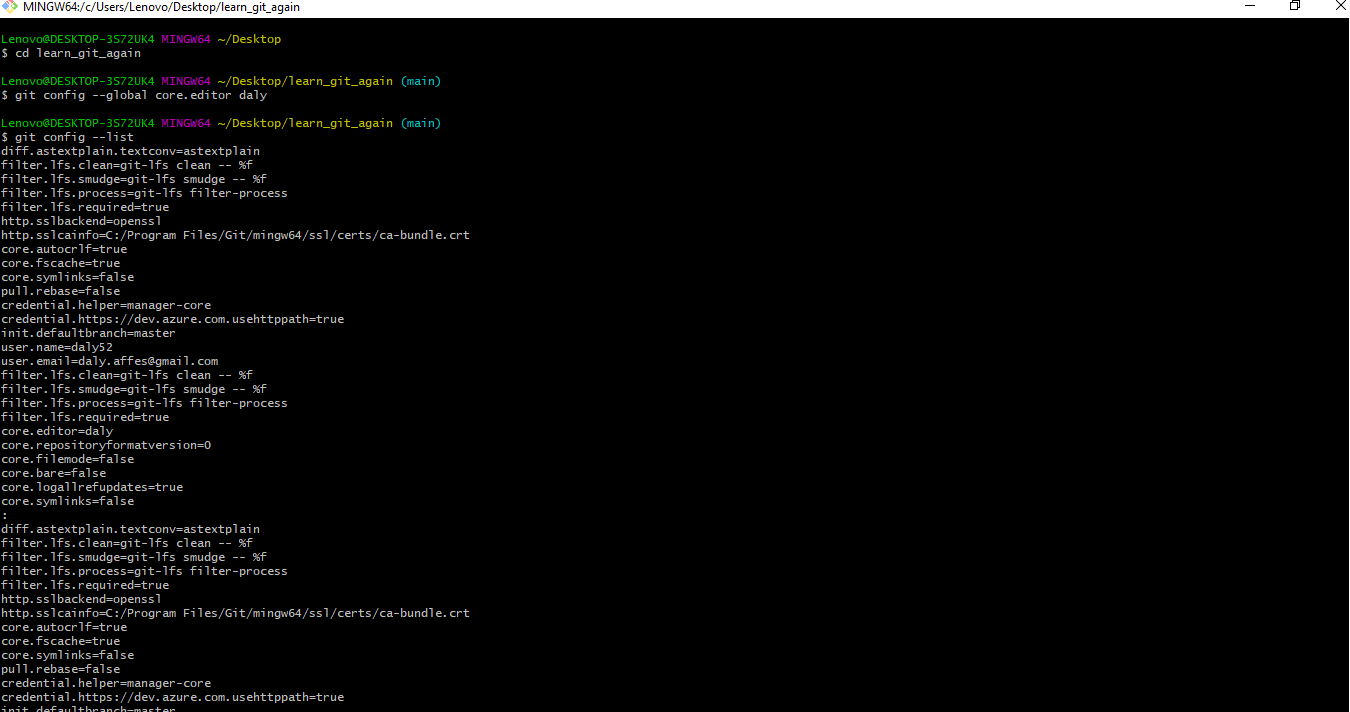 MINGW64:/c/Users/Lenovo/Desktop/learn_git_again
Lenovo@DESKTOP-3S72UK4 MINGW64 ~/Desktop
$ cd learn_git_again
Lenovo@DESKTOP-3S72UK4 MINGW64 ~/Desktop/learn_git_again (main)
$ git config --global core.editor daly
Lenovo@DESKTOP-3S72UK4 MINGW64 ~/Desktop/learn_git_again (main)
$ git config --list
diff.astextplain.textconv=astextplain
filter.lfs.clean=git-lfs clean -- %f
filter.lfs.smudge=git-lfs smudge -- %f
filter.lfs.process=git-lfs filter-process
filter.lfs.required=true
http.sslbackend=openssl
http.sslcainfo=C:/Program Files/Git/mingw64/ssl/certs/ca-bundle.crt
core.autocrlf=true
core.fscache=true
core.symlinks=false
pull.rebase=false
credential.helper=manager-core
credential.https://dev.azure.com.usehttppath=true
init.defaultbranch=master
user.name=daly52
user.email=daly.affes@gmail.com
filter.lfs.clean=git-lfs clean -- %f
filter.lfs.smudge=git-lfs smudge -- %f
filter.lfs.process=git-lfs filter-process
filter.lfs.required=true
core.editor=daly
core.repositoryformatversion=0
core.filemode=false
core.bare=false
core.logallrefupdates=true
core.symlinks=false
:
diff.astextplain.textconv=astextplain
filter.lfs.clean=git-lfs clean -- %f
filter.lfs.smudge=git-lfs smudge -- %f
filter.lfs.process=git-lfs filter-process
filter.lfs.required=true
http.sslbackend=openssl
http.sslcainfo=C:/Program Files/Git/mingw64/ssl/certs/ca-bundle.crt
core.autocrlf=true
core.fscache=true
core.symlinks=false
pull.rebase=false
credential.helper=manager-core
credential.https://dev.azure.com.usehttppath=true
init.defaultbranch=master